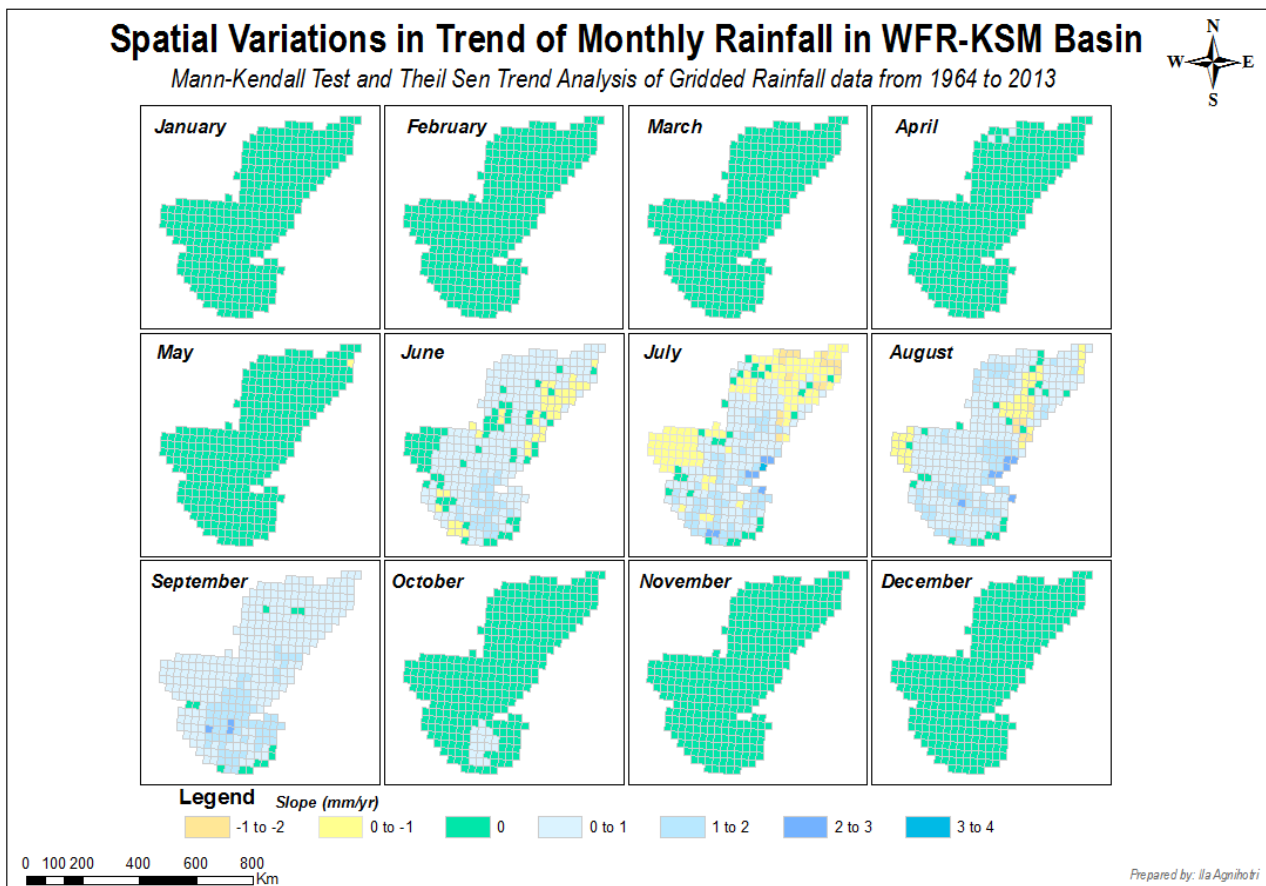 Spatial Variations in Trend of Monthly Rainfall in WFR-KSM Basin
Mann-Kendall Test and Theil Sen Trend Analysis of Gridded Rainfall data from 1964 to 2013
N
W E
S
January
February
March
April
May
June
July
August
September
October
November
December
Legend Slope (mm/yr)
-1 to -2
0 to -1
0
0 to 1
1 to 2
2 to 3
3 to 4
0 100 200 400 600 800
Km
Prepared by: Ila Agnihotri